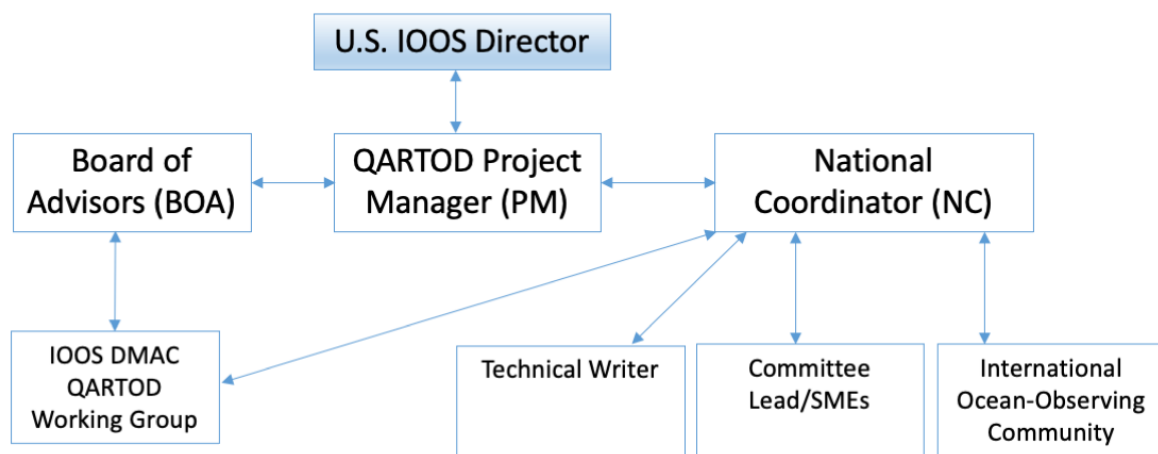 U.S. IOOS Director
Board of
Advisors (BOA)
QARTOD Project
Manager (PM)
National
Coordinator (NC)
IOOS DMAC
QARTOD
Working Group
Technical Writer
Committee
Lead/SMEs
International
Ocean-Observing
Community